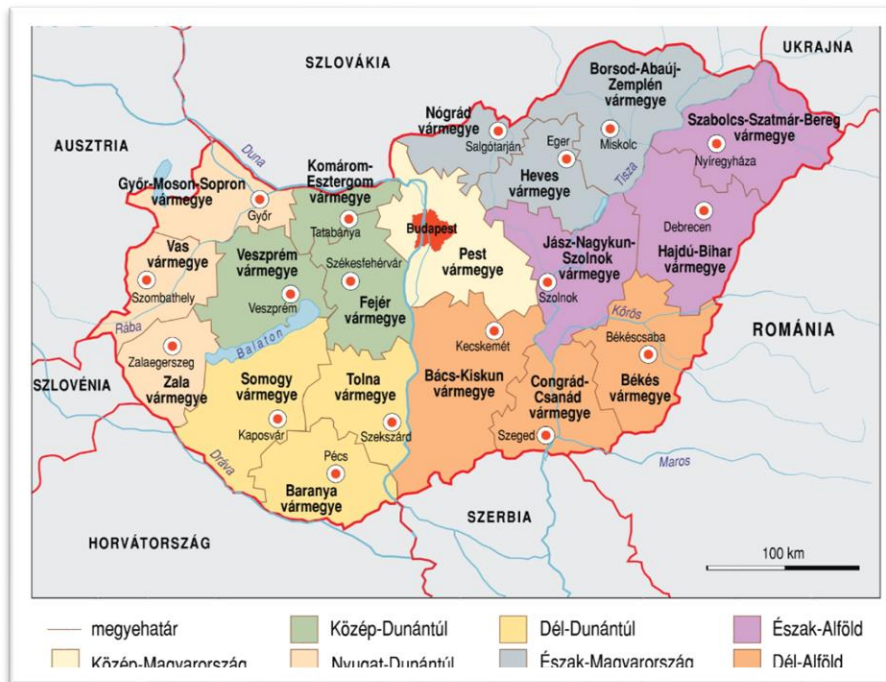 SZLOVÁKIA
UKRAJNA
Borsod-Abaúj-
Zemplén
vármegye
Nógrád
vármegye
Salgótarján
Eger
Miskolc
Szabolcs-Szatmár-Bereg
vármegye
Nyíregyháza
AUSZTRIA
Duna
Komárom-
Esztergom
vármegye
Tatabánya
Győr-Moson-Sopron
vármegye
Győr
Heves
vármegye
Tisza
Budapest
Debrecen
Hajdú-Bihar
vármegye
Vas
vármegye
Szombathely
Veszprém
vármegye
Veszprém
Székesfehérvár
Fejér
vármegye
Pest
vármegye
Jász-Nagykun-
Szolnok
vármegye
Szolnok
Rába
Balaton
Kecskemét
Körös
Békéscsaba
ROMÁNIA
Zalaegerszeg
Zala
vármegye
SZLOVÉNIA
Somogy
vármegye
Kaposvár
Tolna
vármegye
Szekszárd
Bács-Kiskun
vármegye
Congrád-
Csanád
vármegye
Szeged
Békés
vármegye
Maros
Dráva
Pécs
Baranya
vármegye
SZERBIA
HORVÁTORSZÁG
100 km
megyehatár
Közép-Dunántúl
Dél-Dunántúl
Észak-Alföld
Közép-Magyarország
Nyugat-Dunántúl
Észak-Magyarország
Dél-Alföld